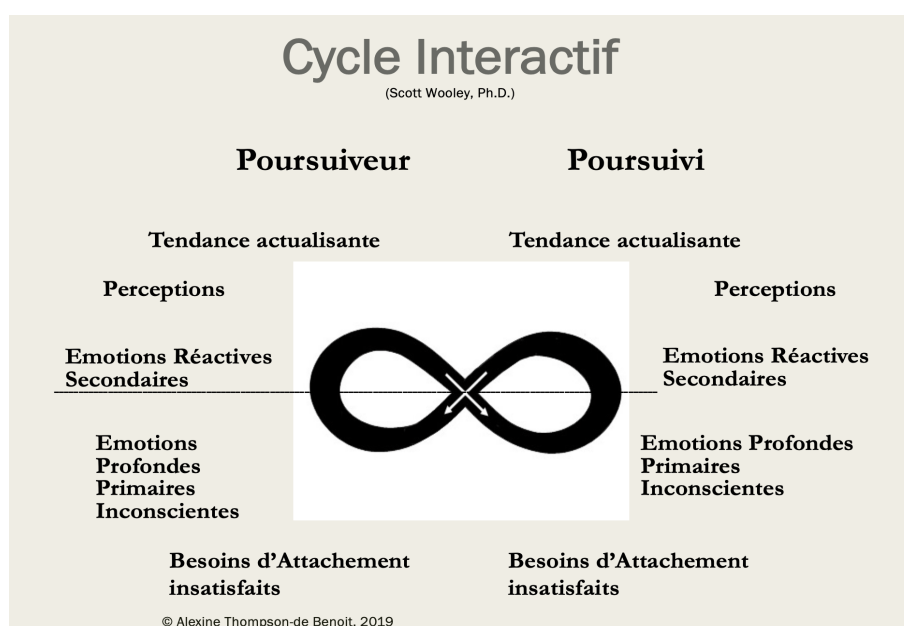 Cycle Interactif
(Scott Wooley, Ph.D.)
Poursuiveur
Poursuivi
Tendance actualisante
Tendance actualisante
Perceptions
Perceptions
Emotions Réactives
Secondaires
Emotions Réactives
Secondaires
Emotions
Profondes
Primaires
Inconscientes
Emotions Profondes
Primaires
Inconscientes
Besoins d’Attachement
insatisfaits
Besoins d’Attachement
insatisfaits
© Alexine Thompson-de Benoit, 2019